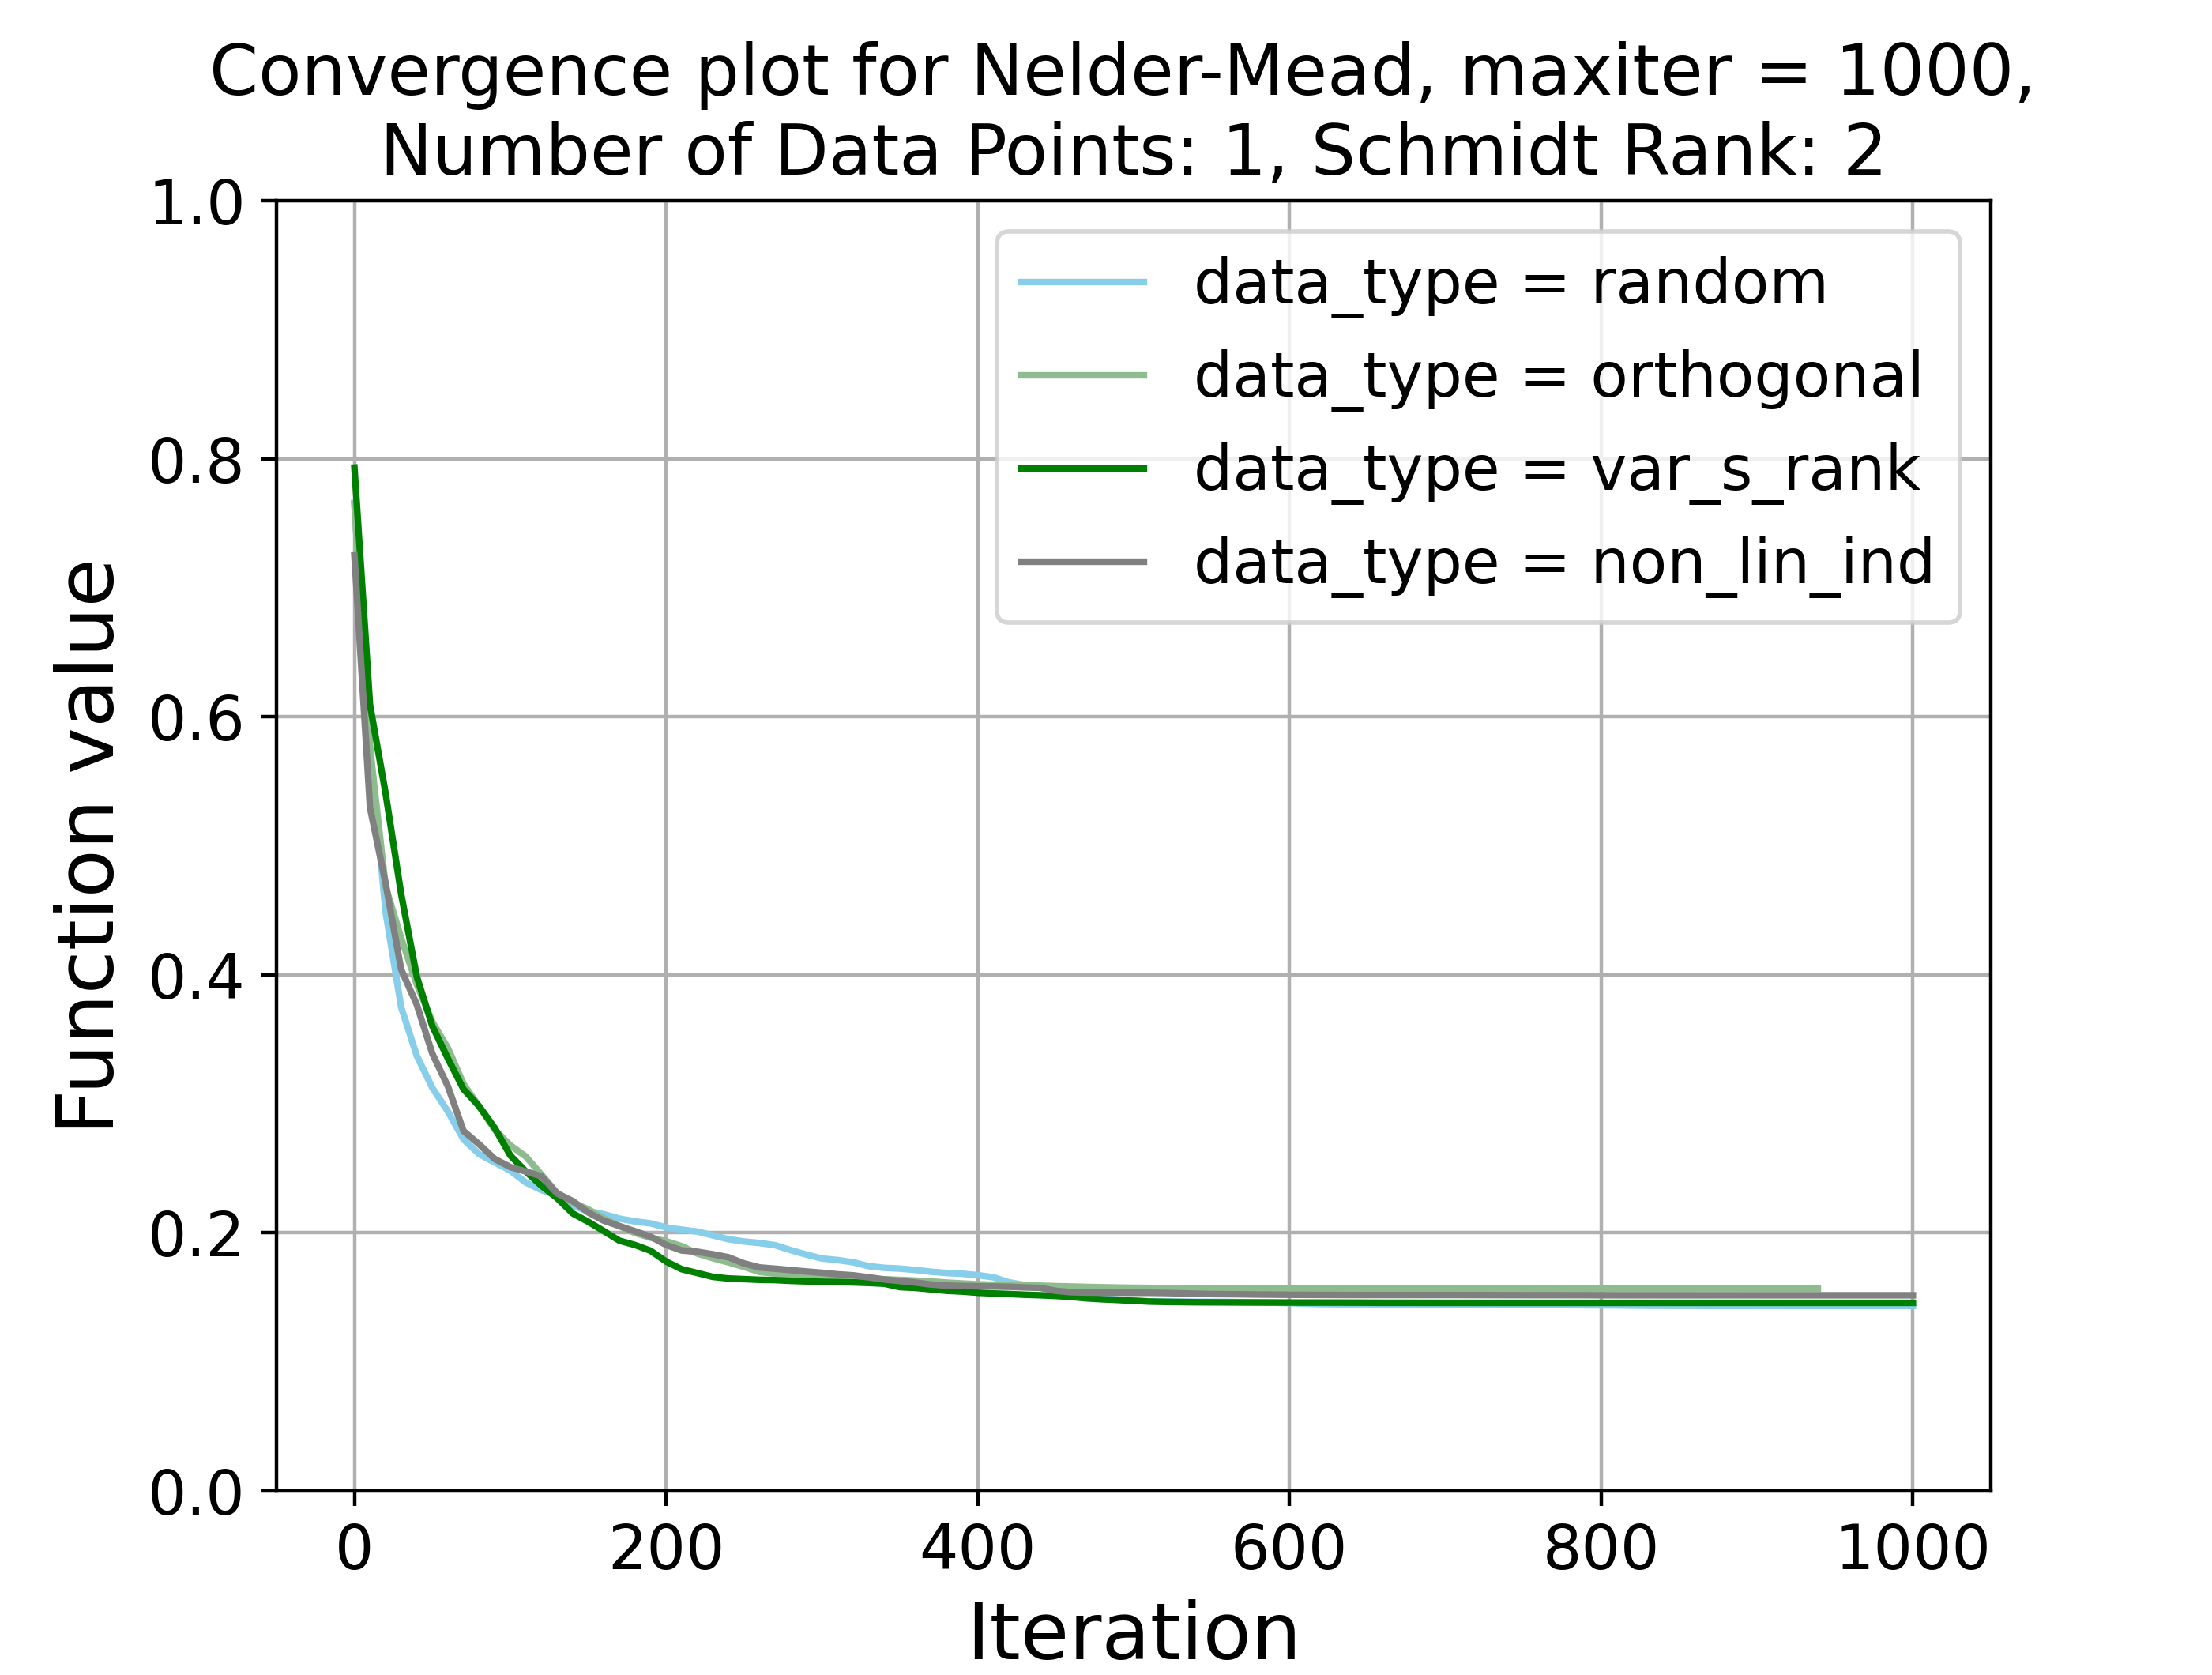 Convergence plot for Nelder-Mead, maxiter = 1000,
Number of Data Points: 1, Schmidt Rank: 2
1.0
0.8
0.6
0.4
0.2
0.0
Function value
data_type = random
data_type = orthogonal
data_type = var_s_rank
data_type = non_lin_ind
0 200 400 600 800 1000
Iteration